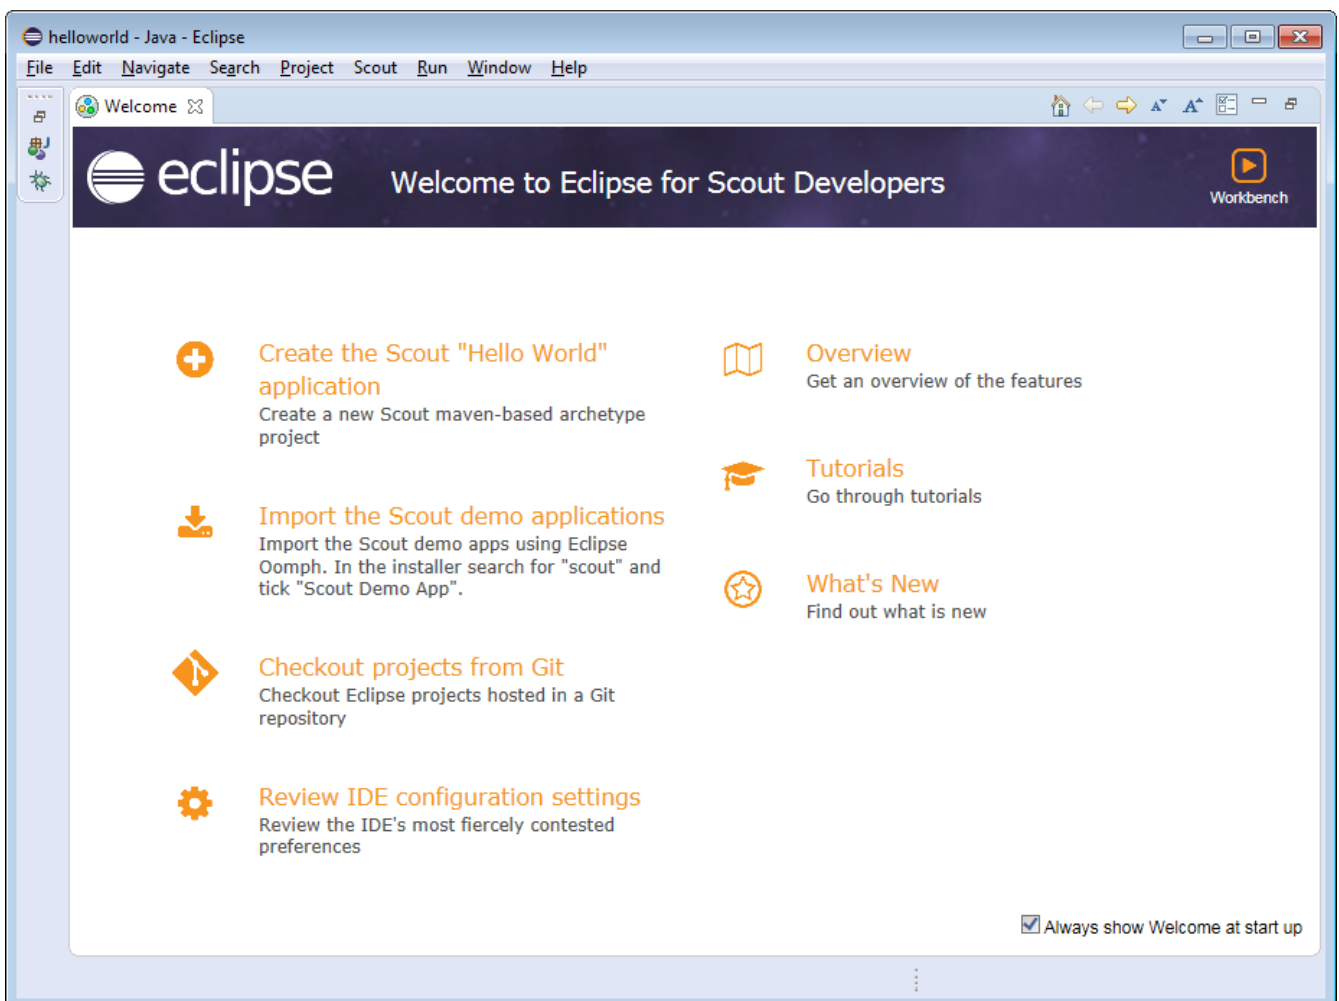 helloworld - Java - Eclipse
File Edit Navigate Search Project Scout Run Window Help
Welcome
eclipse Welcome to Eclipse for Scout Developers
Workbench
Create the Scout "Hello World"
application
Create a new Scout maven-based archetype
project
Import the Scout demo applications
Import the Scout demo apps using Eclipse
Oomph. In the installer search for "scout" and
tick "Scout Demo App".
Checkout projects from Git
Checkout Eclipse projects hosted in a Git
repository
Review IDE configuration settings
Review the IDE's most fiercely contested
preferences
Overview
Get an overview of the features
Tutorials
Go through tutorials
What's New
Find out what is new
Always show Welcome at start up